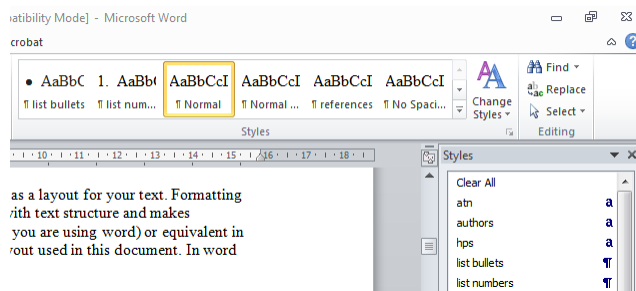 patibility Mode] - Microsoft Word
crobat
AaBbC 1. AaBb( AaBbCcI AaBbCcI AaBbCcI AaBbCcI
¶ list bullets ¶ list num... ¶ Normal ¶ Normal ... ¶ references ¶ No Spaci...
Change
Styles
Styles
Find
Replace
Select
Editing
10 11 12 13 14 15 16 17 18
as a layout for your text. Formatting
with text structure and makes
you are using word) or equivalent in
yout used in this document. In word
Styles
Clear All
atn a
authors a
hps a
list bullets ¶
list numbers ¶